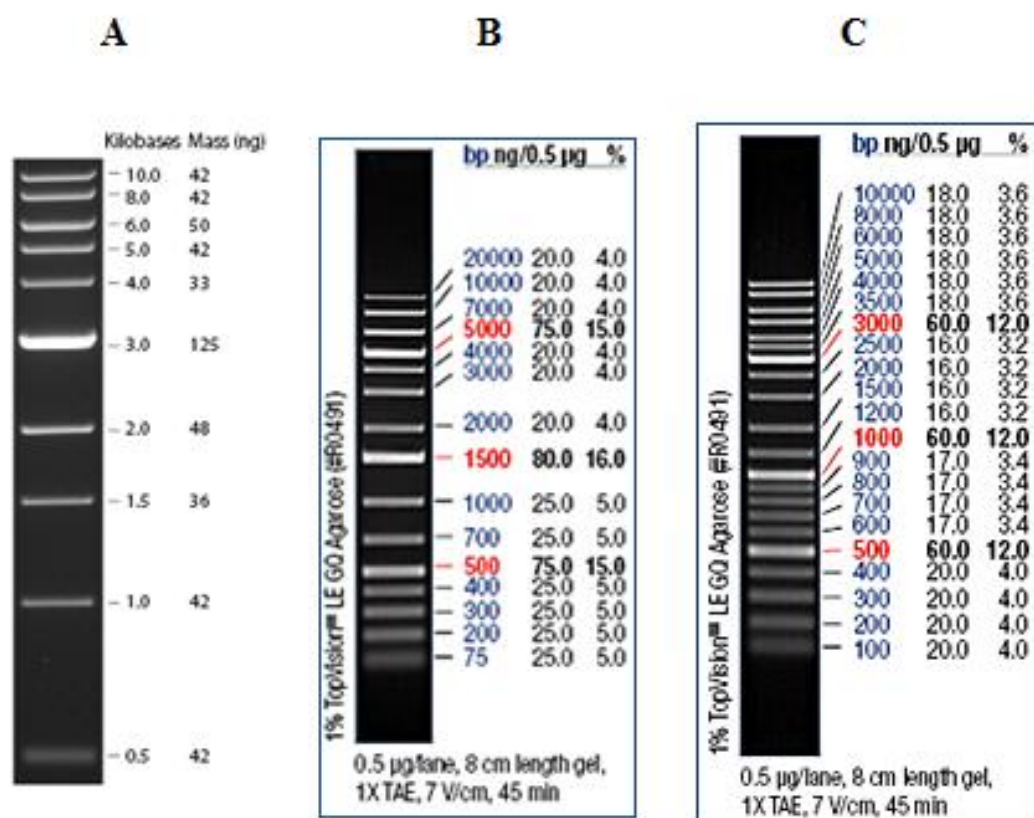 A B C
Kilobases Mass (ng)
10.0 42
8.0 42
6.0 50
5.0 42
4.0 33
3.0 125
2.0 48
1.5 36
1.0 42
0.5 42
bp ng/0.5 µg %
20000 20.0 4.0
10000 20.0 4.0
7000 20.0 4.0
5000 75.0 15.0
4000 20.0 4.0
3000 20.0 4.0
2000 20.0 4.0
1500 80.0 16.0
1000 25.0 5.0
700 25.0 5.0
500 75.0 15.0
400 25.0 5.0
300 25.0 5.0
200 25.0 5.0
75 25.0 5.0
1% TopVision™ LE GQ Agarose (#R0491)
0.5 µg/lane, 8 cm length gel,
1X TAE, 7 V/cm, 45 min
bp ng/0.5 µg %
10000 18.0 3.6
8000 18.0 3.6
6000 18.0 3.6
5000 18.0 3.6
4000 18.0 3.6
3500 18.0 3.6
3000 60.0 12.0
2500 16.0 3.2
2000 16.0 3.2
1500 16.0 3.2
1200 16.0 3.2
1000 60.0 12.0
900 17.0 3.4
800 17.0 3.4
700 17.0 3.4
600 17.0 3.4
500 60.0 12.0
400 20.0 4.0
300 20.0 4.0
200 20.0 4.0
100 20.0 4.0
1% TopVision™ LE GQ Agarose (#R0491)
0.5 µg/lane, 8 cm length gel,
1X TAE, 7 V/cm, 45 min